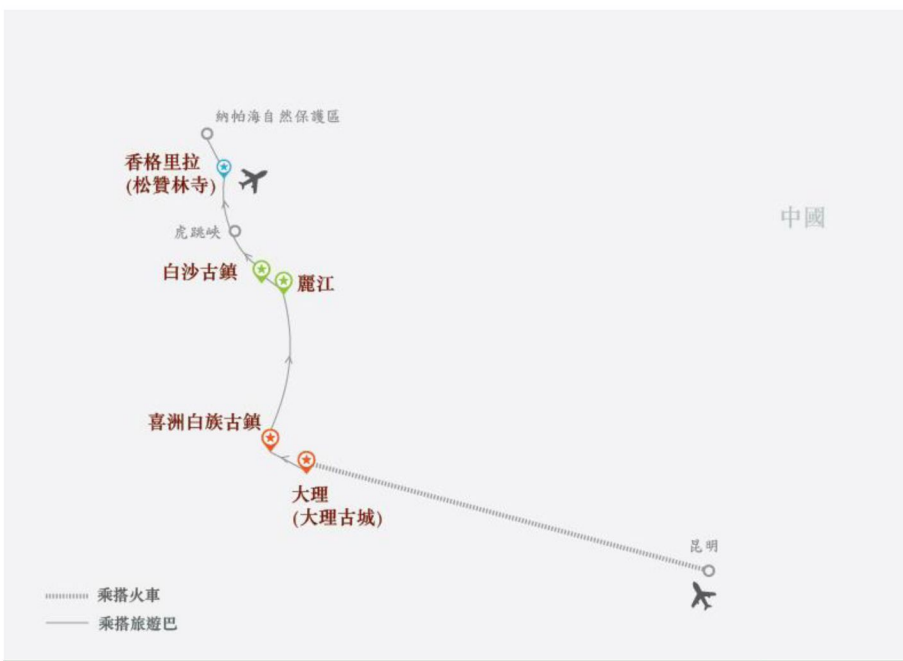 納帕海自然保護區
香格里拉
(松贊林寺)
中國
虎跳峽
白沙古鎮
麗江
喜洲白族古鎮
大理
(大理古城)
昆明
乘搭火車
乘搭旅遊巴